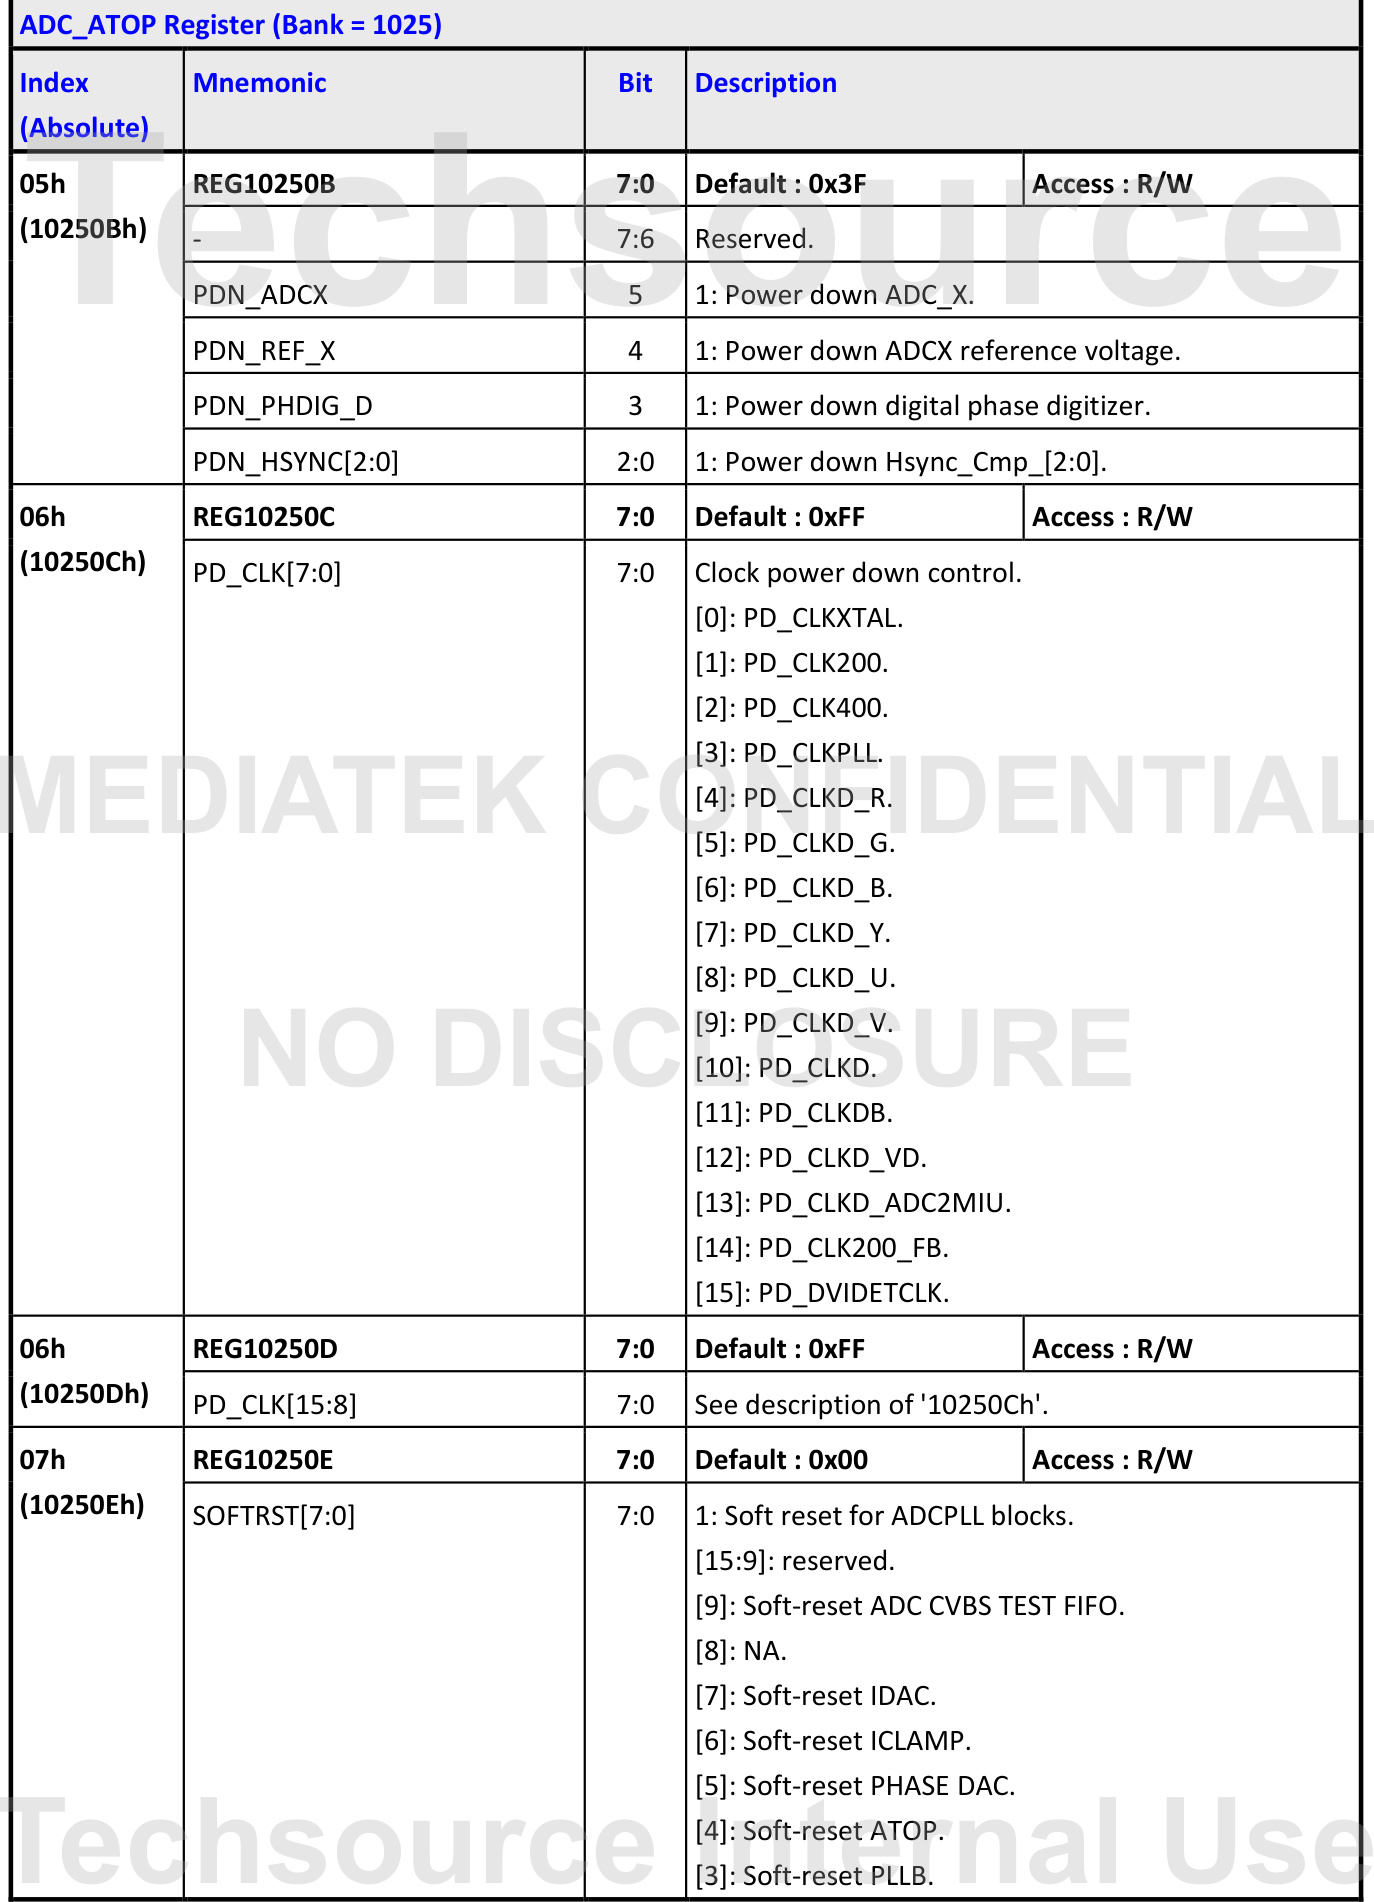 ADC_ATOP Register (Bank = 1025)
Index (Absolute) Mnemonic Bit Description
05h (10250Bh) REG10250B 7:0 Default : 0x3F Access : R/W
- 7:6 Reserved.
PDN_ADCX 5 1: Power down ADC_X.
PDN_REF_X 4 1: Power down ADCX reference voltage.
PDN_PHDIG_D 3 1: Power down digital phase digitizer.
PDN_HSYNC[2:0] 2:0 1: Power down Hsync_Cmp_[2:0].
06h (10250Ch) REG10250C 7:0 Default : 0xFF Access : R/W
PD_CLK[7:0] 7:0 Clock power down control.
[0]: PD_CLKXTAL.
[1]: PD_CLK200.
[2]: PD_CLK400.
[3]: PD_CLKPLL.
[4]: PD_CLKD_R.
[5]: PD_CLKD_G.
[6]: PD_CLKD_B.
[7]: PD_CLKD_Y.
[8]: PD_CLKD_U.
[9]: PD_CLKD_V.
[10]: PD_CLKD.
[11]: PD_CLKDB.
[12]: PD_CLKD_VD.
[13]: PD_CLKD_ADC2MIU.
[14]: PD_CLK200_FB.
[15]: PD_DVIDETCLK.
06h (10250Dh) REG10250D 7:0 Default : 0xFF Access : R/W
PD_CLK[15:8] 7:0 See description of '10250Ch'.
07h (10250Eh) REG10250E 7:0 Default : 0x00 Access : R/W
SOFTRST[7:0] 7:0 1: Soft reset for ADCPLL blocks.
[15:9]: reserved.
[9]: Soft-reset ADC CVBS TEST FIFO.
[8]: NA.
[7]: Soft-reset IDAC.
[6]: Soft-reset ICLAMP.
[5]: Soft-reset PHASE DAC.
[4]: Soft-reset ATOP.
[3]: Soft-reset PLLB.
Techsource
MEDIATEK CONFIDENTIAL
NO DISCLOSURE
Techsource Internal Use